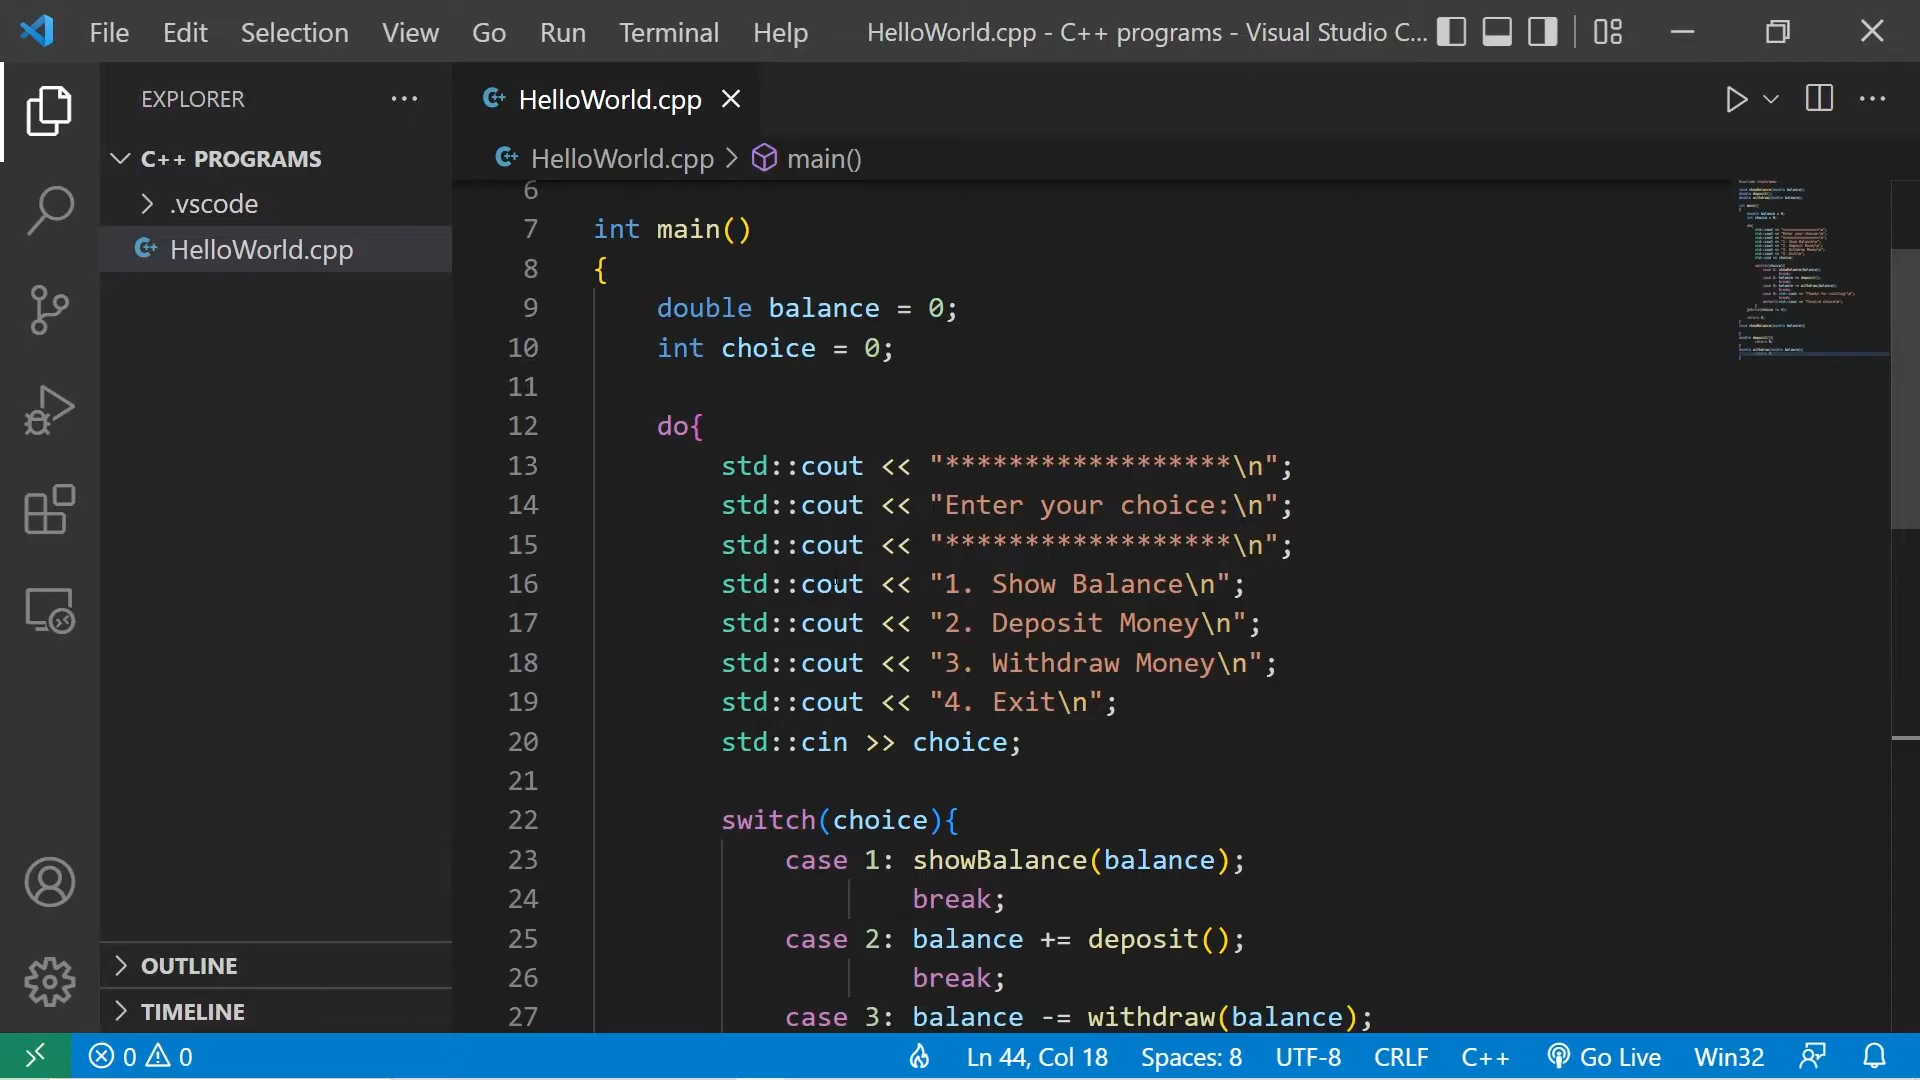 File Edit Selection View Go Run Terminal Help HelloWorld.cpp - C++ programs - Visual Studio C...
EXPLORER
HelloWorld.cpp
C++ PROGRAMS
HelloWorld.cpp > main()
.vscode
HelloWorld.cpp
6
7 int main()
8 {
9 double balance = 0;
10 int choice = 0;
11
12 do{
13 std::cout << "******************\n";
14 std::cout << "Enter your choice:\n";
15 std::cout << "******************\n";
16 std::cout << "1. Show Balance\n";
17 std::cout << "2. Deposit Money\n";
18 std::cout << "3. Withdraw Money\n";
19 std::cout << "4. Exit\n";
20 std::cin >> choice;
21
22 switch(choice){
23 case 1: showBalance(balance);
24 break;
25 case 2: balance += deposit();
26 break;
27 case 3: balance -= withdraw(balance);
OUTLINE
TIMELINE
0 0 Ln 44, Col 18 Spaces: 8 UTF-8 CRLF C++ Go Live Win32